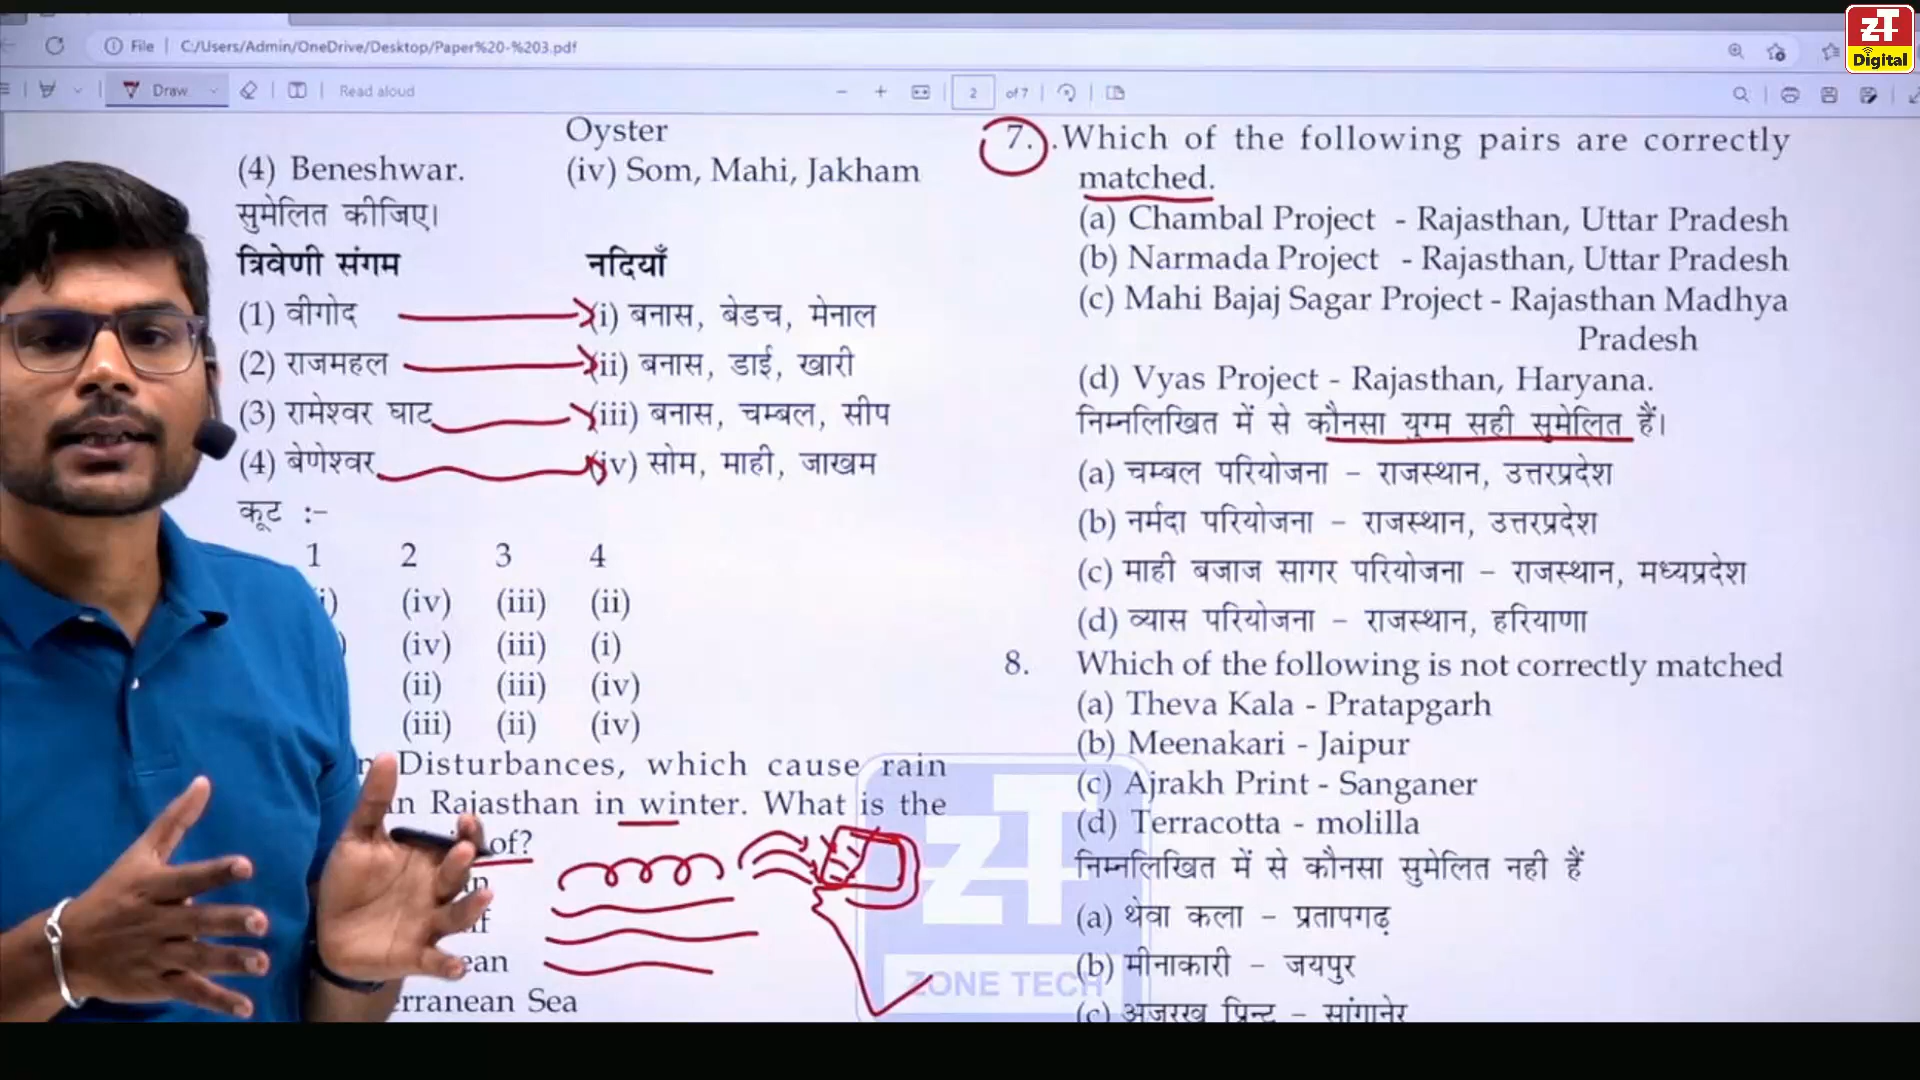 File | C:/Users/Admin/OneDrive/Desktop/Paper%20-%203.pdf
Draw
Read aloud
2 of 7
ZT
Digital
Oyster
(4) Beneshwar. (iv) Som, Mahi, Jakham
सुमेलित कीजिए।
त्रिवेणी संगम नदियाँ
(1) वीगोद (i) बनास, बेडच, मेनाल
(2) राजमहल (ii) बनास, डाई, खारी
(3) रामेश्वर घाट (iii) बनास, चम्बल, सीप
(4) बेणेश्वर (iv) सोम, माही, जाखम
कूट :-
1 2 3 4
(iv) (iii) (ii)
(iv) (iii) (i)
(ii) (iii) (iv)
(iii) (ii) (iv)
Disturbances, which cause rain
in Rajasthan in winter. What is the
of?
ean
erranean Sea
7. Which of the following pairs are correctly
matched.
(a) Chambal Project - Rajasthan, Uttar Pradesh
(b) Narmada Project - Rajasthan, Uttar Pradesh
(c) Mahi Bajaj Sagar Project - Rajasthan Madhya
Pradesh
(d) Vyas Project - Rajasthan, Haryana.
निम्नलिखित में से कौनसा युग्म सही सुमेलित हैं।
(a) चम्बल परियोजना - राजस्थान, उत्तरप्रदेश
(b) नर्मदा परियोजना - राजस्थान, उत्तरप्रदेश
(c) माही बजाज सागर परियोजना - राजस्थान, मध्यप्रदेश
(d) व्यास परियोजना - राजस्थान, हरियाणा
8. Which of the following is not correctly matched
(a) Theva Kala - Pratapgarh
(b) Meenakari - Jaipur
(c) Ajrakh Print - Sanganer
(d) Terracotta - molilla
निम्नलिखित में से कौनसा सुमेलित नही हैं
(a) थेवा कला - प्रतापगढ़
(b) मीनाकारी - जयपुर
(c) अजरख प्रिन्ट - सांगानेर
ZT
ZONE TECH